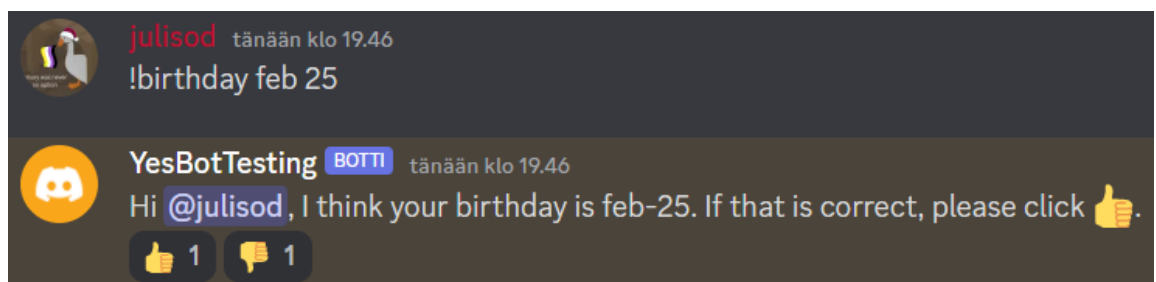 julisod tänään klo 19.46
!birthday feb 25
YesBotTesting BOTTI tänään klo 19.46
Hi @julisod, I think your birthday is feb-25. If that is correct, please click 👍.
👍 1 👎 1